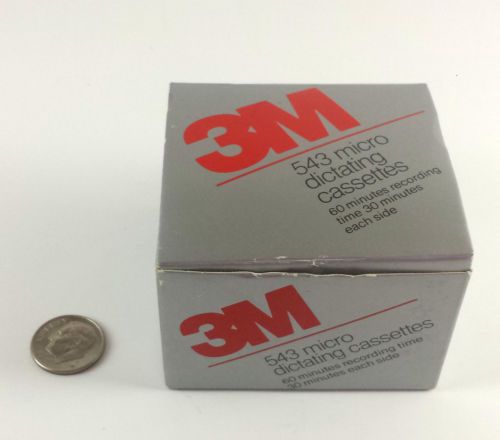 3M
543 micro
dictating
cassettes
60 minutes recording
time 30 minutes
each side
3M
543 micro
dictating cassettes
60 minutes recording time
30 minutes each side